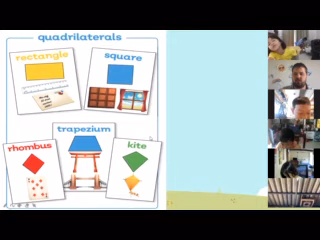 quadrilaterals
rectangle
square
trapezium
rhombus
kite